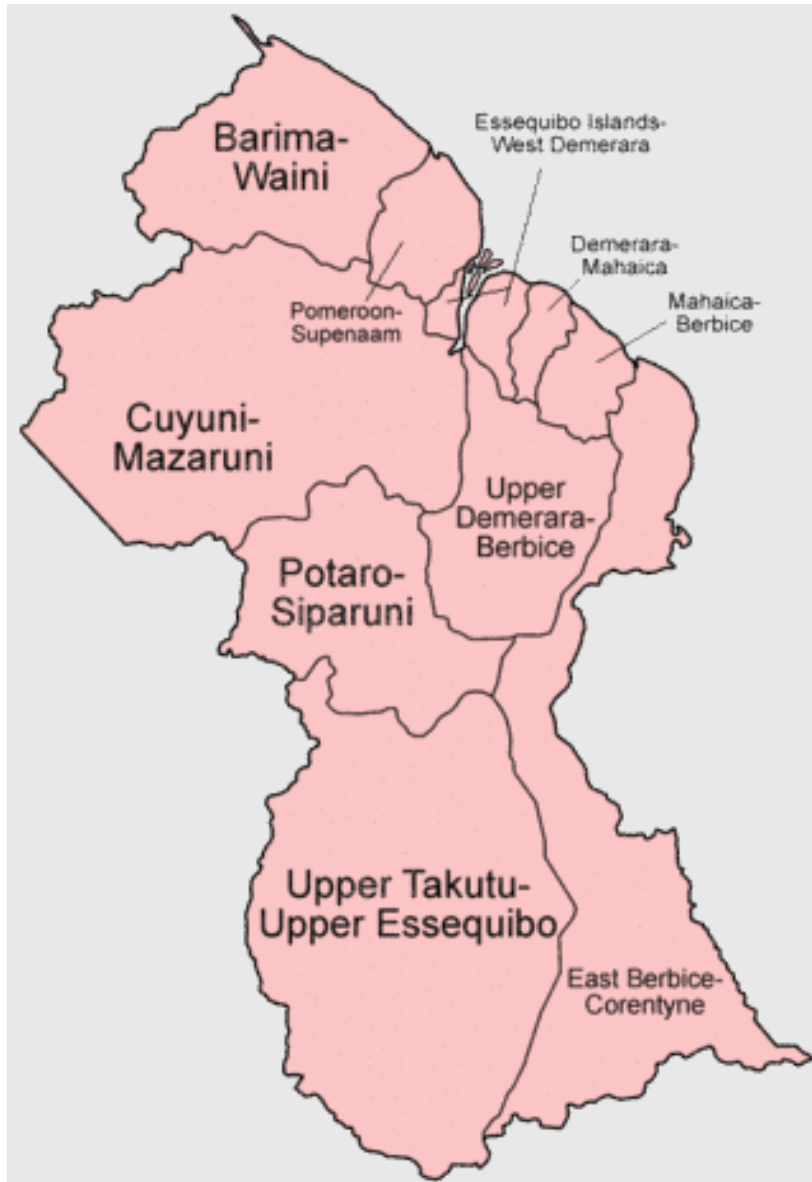 Barima-
Waini
Essequibo Islands-
West Demerara
Demerara-
Mahaica
Mahaica-
Berbice
Pomeroon-
Supenaam
Cuyuni-
Mazaruni
Upper
Demerara-
Berbice
Potaro-
Siparuni
Upper Takutu-
Upper Essequibo
East Berbice-
Corentyne